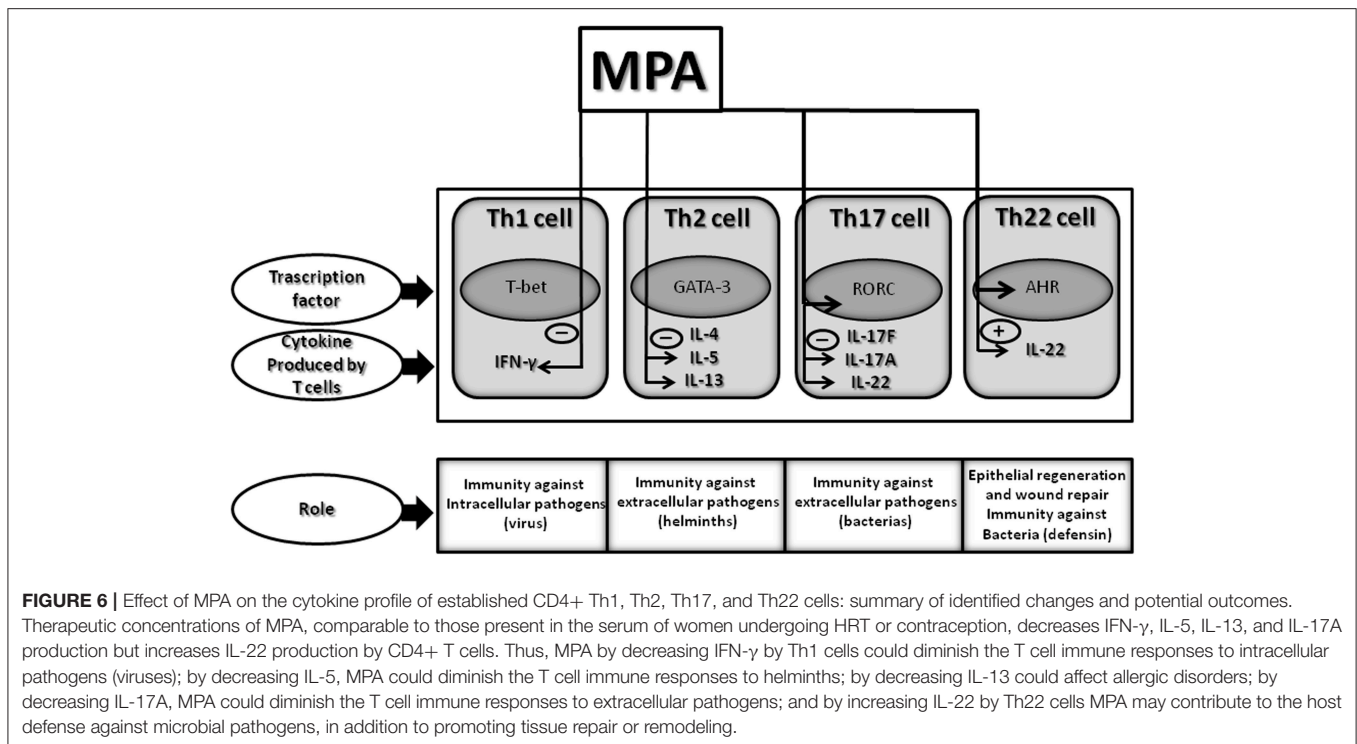 MPA
Th1 cell
Th2 cell
Th17 cell
Th22 cell
Trascription
factor
T-bet
GATA-3
RORC
AHR
Cytokine
Produced by
T cells
−
IFN-γ
−
IL-4
IL-5
IL-13
−
IL-17F
IL-17A
IL-22
+
IL-22
Role
Immunity against
Intracellular pathogens
(virus)
Immunity against
extracellular pathogens
(helminths)
Immunity against
extracellular pathogens
(bacterias)
Epithelial regeneration
and wound repair
Immunity against
Bacteria (defensin)
FIGURE 6 | Effect of MPA on the cytokine profile of established CD4+ Th1, Th2, Th17, and Th22 cells: summary of identified changes and potential outcomes.
Therapeutic concentrations of MPA, comparable to those present in the serum of women undergoing HRT or contraception, decreases IFN-γ, IL-5, IL-13, and IL-17A
production but increases IL-22 production by CD4+ T cells. Thus, MPA by decreasing IFN-γ by Th1 cells could diminish the T cell immune responses to intracellular
pathogens (viruses); by decreasing IL-5, MPA could diminish the T cell immune responses to helminths; by decreasing IL-13 could affect allergic disorders; by
decreasing IL-17A, MPA could diminish the T cell immune responses to extracellular pathogens; and by increasing IL-22 by Th22 cells MPA may contribute to the host
defense against microbial pathogens, in addition to promoting tissue repair or remodeling.